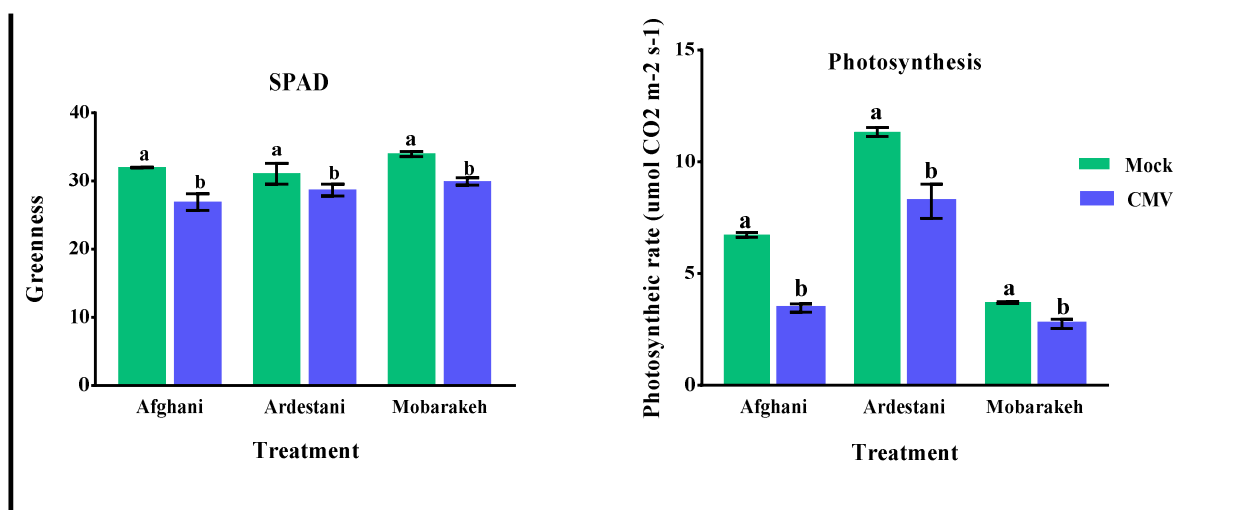 SPAD
Greenness
40
30
20
10
0
a
b
a
b
a
b
Afghani
Ardestani
Mobarakeh
Treatment
Photosynthesis
Photosyntheic rate (umol CO2 m-2 s-1)
15
10
5
0
a
b
a
b
a
b
Afghani
Ardestani
Mobarakeh
Treatment
Mock
CMV